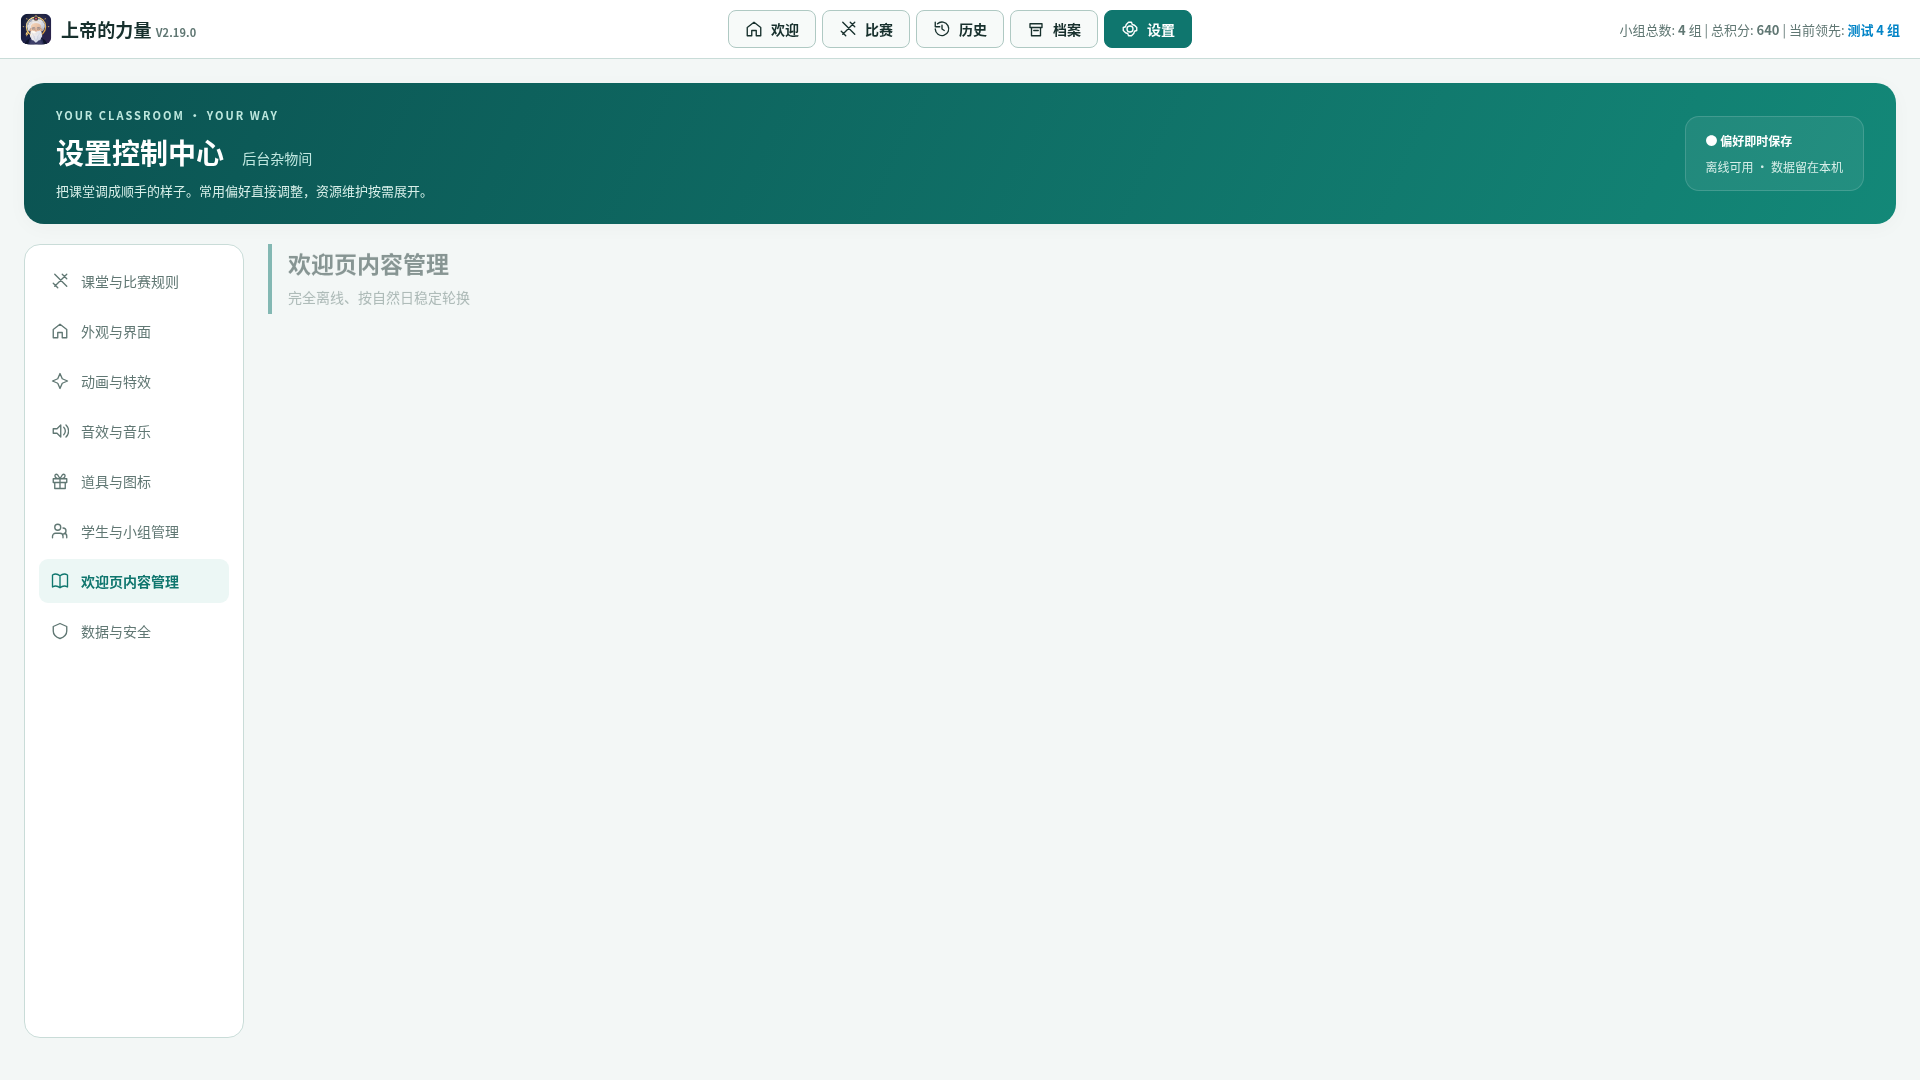 上帝的力量 V2.19.0
欢迎
比赛
历史
档案
设置
小组总数: 4 组 | 总积分: 640 | 当前领先: 测试 4 组
YOUR CLASSROOM · YOUR WAY
设置控制中心 后台杂物间
把课堂调成顺手的样子。常用偏好直接调整，资源维护按需展开。
偏好即时保存
离线可用 · 数据留在本机
课堂与比赛规则
外观与界面
动画与特效
音效与音乐
道具与图标
学生与小组管理
欢迎页内容管理
数据与安全
欢迎页内容管理
完全离线、按自然日稳定轮换